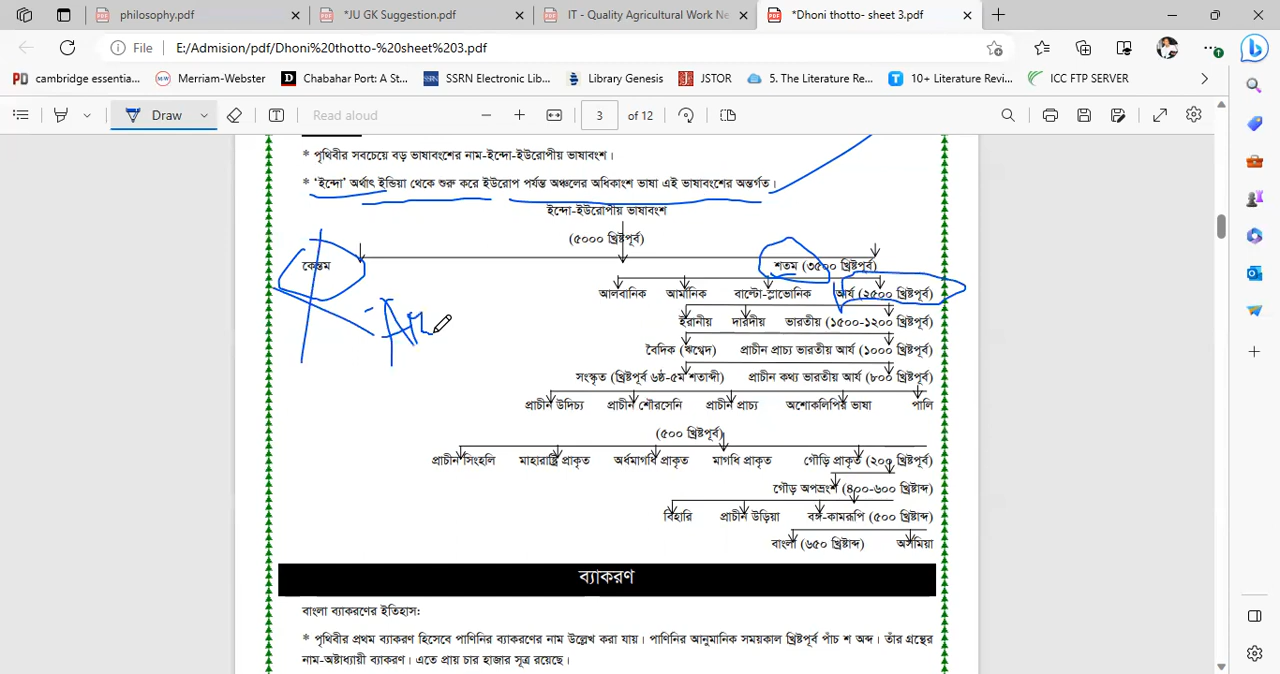 philosophy.pdf
*JU GK Suggestion.pdf
IT - Quality Agricultural Work Ne
*Dhoni thotto- sheet 3.pdf
File
E:/Admision/pdf/Dhoni%20thotto-%20sheet%203.pdf
PD cambridge essentia...
MW Merriam-Webster
D Chabahar Port: A St...
SSRN SSRN Electronic Lib...
Library Genesis
JSTOR
5. The Literature Re...
T 10+ Literature Revi...
ICC FTP SERVER
Draw
Read aloud
3 of 12
* পৃথিবীর সবচেয়ে বড় ভাষাবংশের নাম-ইন্দো-ইউরোপীয় ভাষাবংশ।
* 'ইন্দো' অর্থাৎ ইন্ডিয়া থেকে শুরু করে ইউরোপ পর্যন্ত অঞ্চলের অধিকাংশ ভাষা এই ভাষাবংশের অন্তর্গত।
ইন্দো-ইউরোপীয় ভাষাবংশ
(৫০০০ খ্রিষ্টপূর্ব)
কেন্তম শতম (৩৫০০ খ্রিষ্টপূর্ব)
আলবানিক আর্মানিক বাল্টো-স্লাভোনিক আর্য (২৫০০ খ্রিষ্টপূর্ব)
ইরানীয় দারদীয় ভারতীয় (১৫০০-১২০০ খ্রিষ্টপূর্ব)
বৈদিক (ঋগ্বেদ) প্রাচীন প্রাচ্য ভারতীয় আর্য (১০০০ খ্রিষ্টপূর্ব)
সংস্কৃত (খ্রিষ্টপূর্ব ৬ষ্ঠ-৫ম শতাব্দী) প্রাচীন কথ্য ভারতীয় আর্য (৮০০ খ্রিষ্টপূর্ব)
প্রাচীন উদিচ্য প্রাচীন শৌরসেনি প্রাচীন প্রাচ্য অশোকলিপির ভাষা পালি
(৫০০ খ্রিষ্টপূর্ব)
প্রাচীন সিংহলি মাহারাষ্ট্রি প্রাকৃত অর্ধমাগধি প্রাকৃত মাগধি প্রাকৃত গৌড়ি প্রাকৃত (২০০ খ্রিষ্টপূর্ব)
গৌড় অপভ্রংশ (৪০০-৬০০ খ্রিষ্টাব্দ)
বিহারি প্রাচীন উড়িয়া বঙ্গ-কামরূপি (৫০০ খ্রিষ্টাব্দ)
বাংলা (৬৫০ খ্রিষ্টাব্দ) অসমিয়া
ব্যাকরণ
বাংলা ব্যাকরণের ইতিহাস:
* পৃথিবীর প্রথম ব্যাকরণ হিসেবে পাণিনির ব্যাকরণের নাম উল্লেখ করা যায়। পাণিনির আনুমানিক সময়কাল খ্রিষ্টপূর্ব পাঁচ শ অব্দ। তাঁর গ্রন্থের
নাম-অষ্টাধ্যায়ী ব্যাকরণ। এতে প্রায় চার হাজার সূত্র রয়েছে।